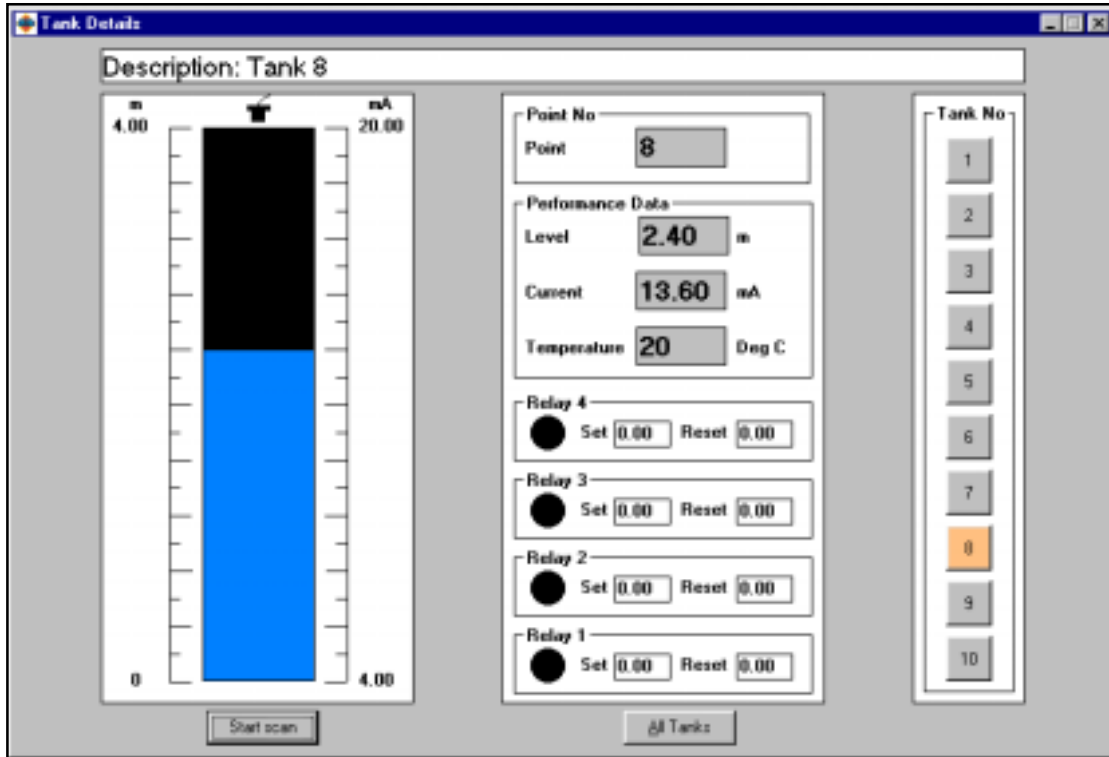 Tank Details
Description: Tank 8
m mA
4.00 20.00
0 4.00
Start scan
Point No
Point 8
Performance Data
Level 2.40 m
Current 13.60 mA
Temperature 20 Deg C
Relay 4
Set 0.00 Reset 0.00
Relay 3
Set 0.00 Reset 0.00
Relay 2
Set 0.00 Reset 0.00
Relay 1
Set 0.00 Reset 0.00
All Tanks
Tank No
1
2
3
4
5
6
7
8
9
10